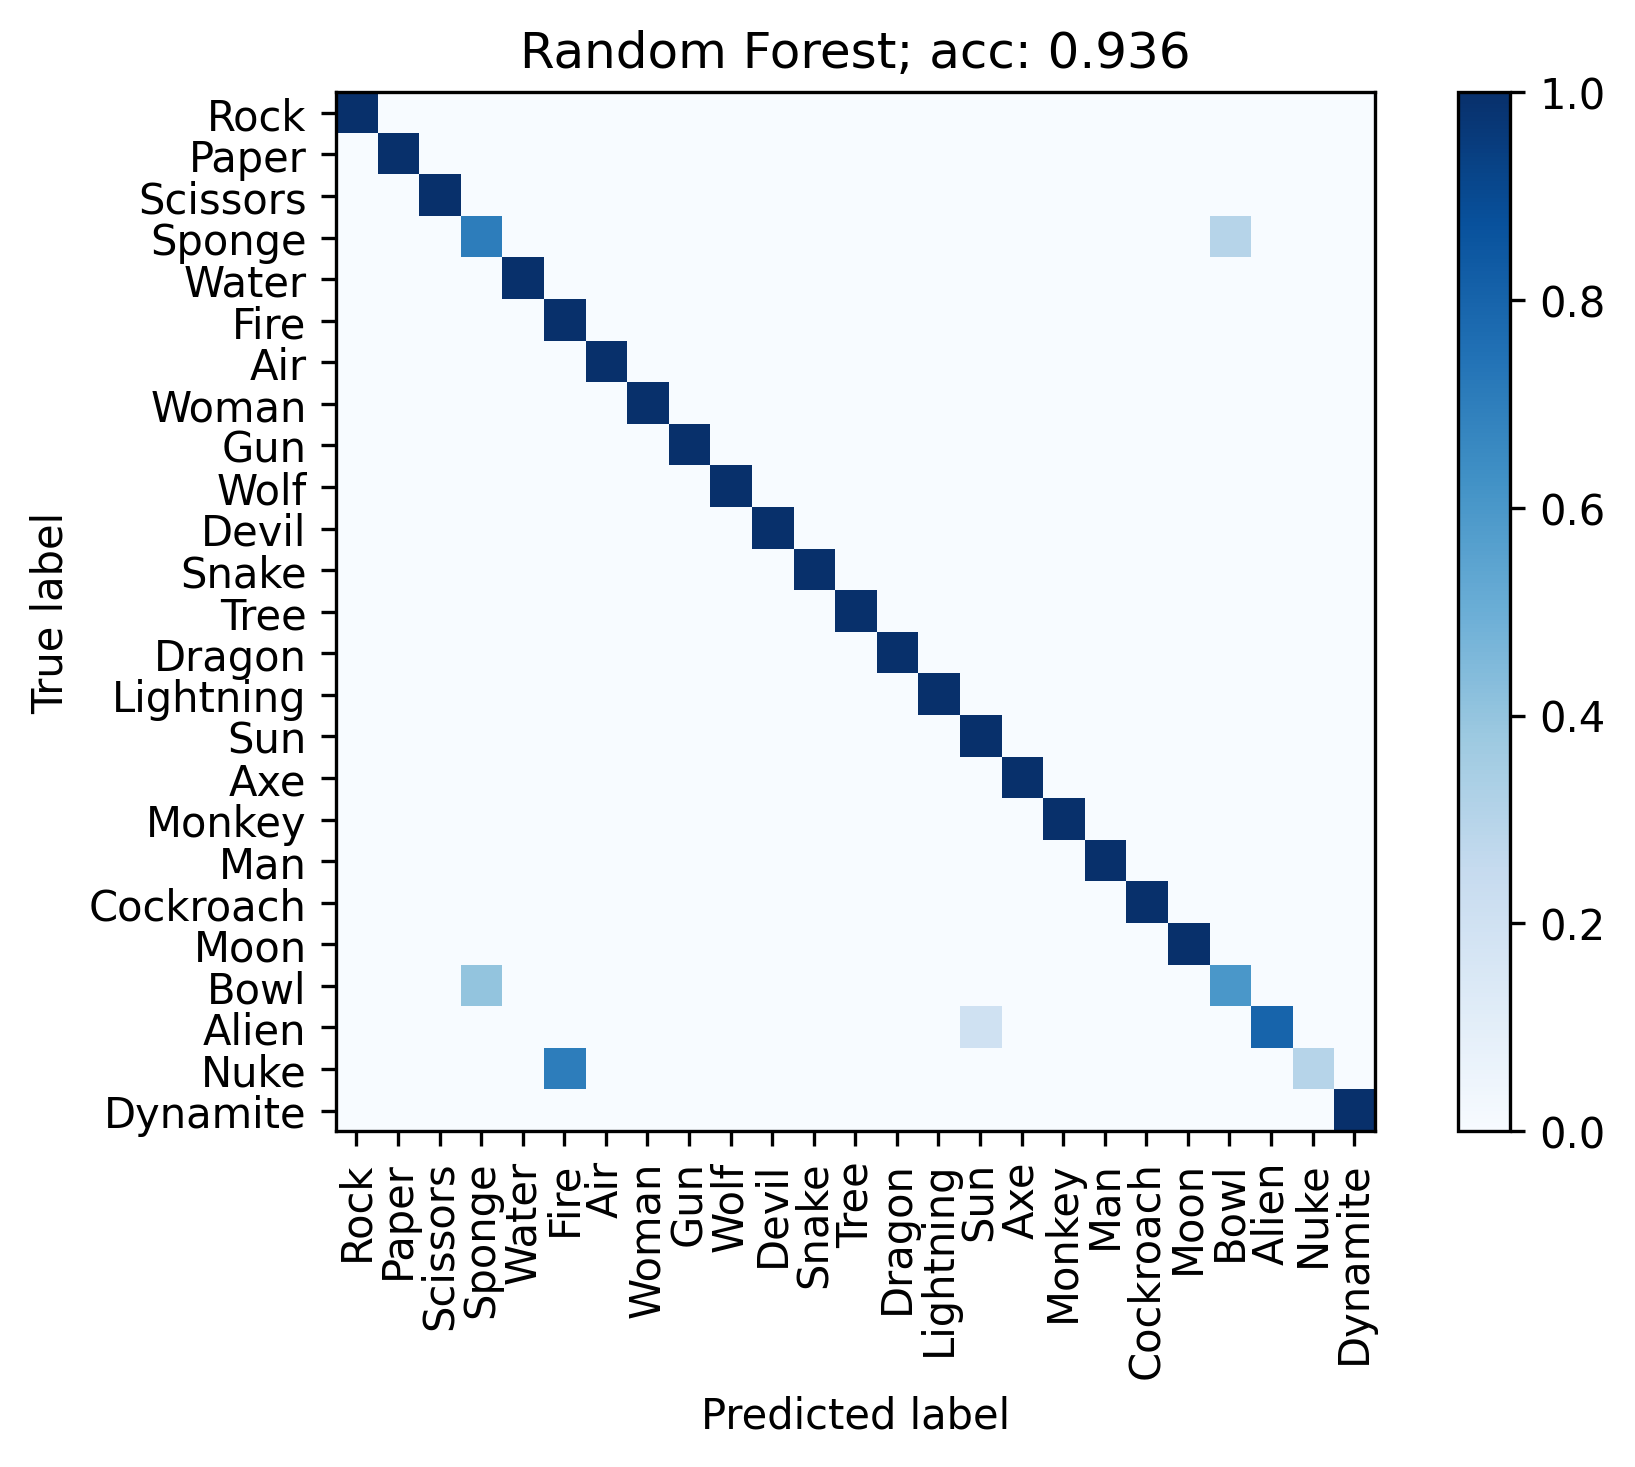 Random Forest; acc: 0.936
True label
Rock
Paper
Scissors
Sponge
Water
Fire
Air
Woman
Gun
Wolf
Devil
Snake
Tree
Dragon
Lightning
Sun
Axe
Monkey
Man
Cockroach
Moon
Bowl
Alien
Nuke
Dynamite
Rock
Paper
Scissors
Sponge
Water
Fire
Air
Woman
Gun
Wolf
Devil
Snake
Tree
Dragon
Lightning
Sun
Axe
Monkey
Man
Cockroach
Moon
Bowl
Alien
Nuke
Dynamite
Predicted label
1.0
0.8
0.6
0.4
0.2
0.0